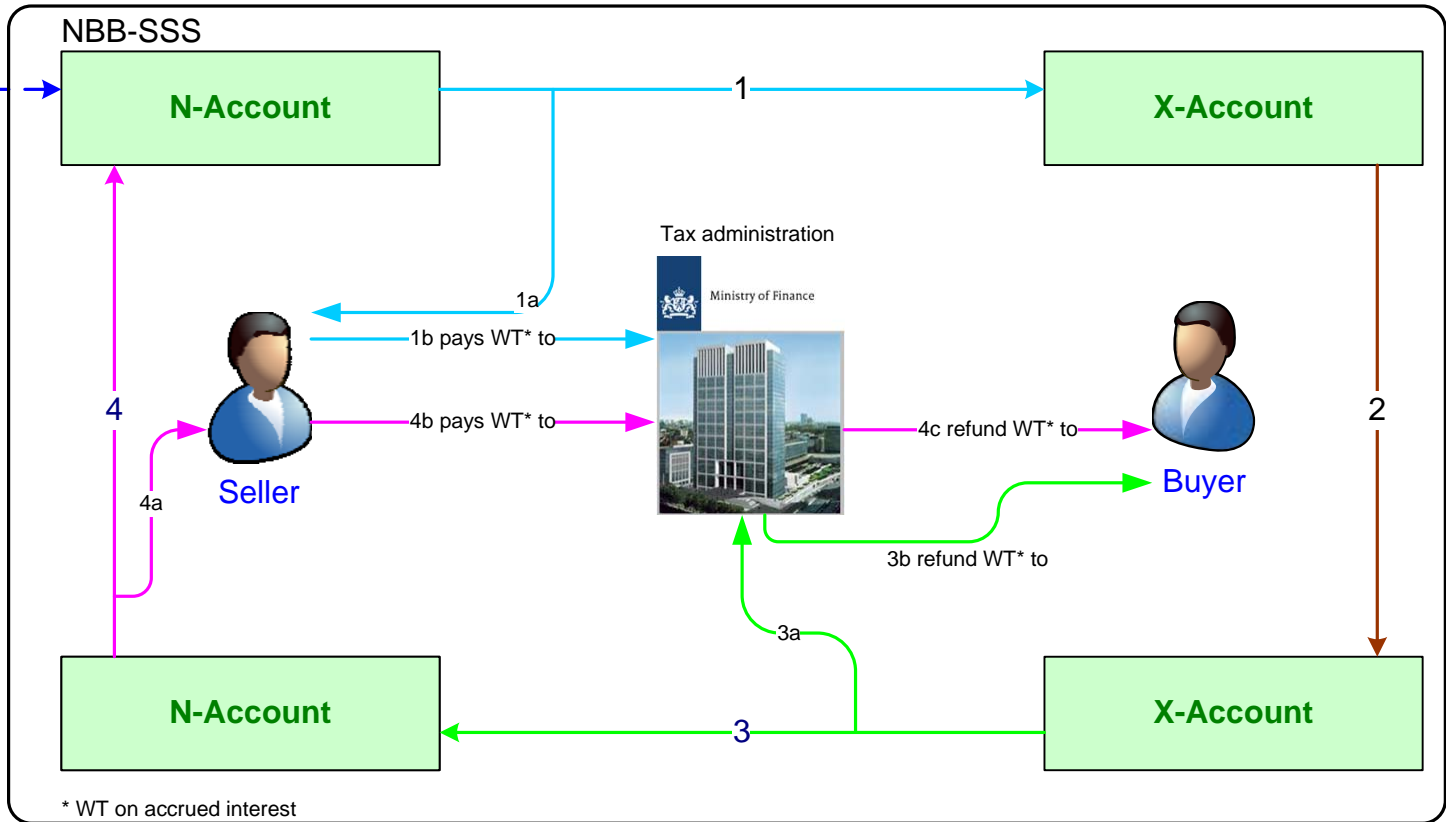 NBB-SSS
N-Account
1
X-Account
Tax administration
Ministry of Finance
1a
1b pays WT* to
4
2
4b pays WT* to
4c refund WT* to
Seller
Buyer
4a
3b refund WT* to
3a
N-Account
3
X-Account
* WT on accrued interest